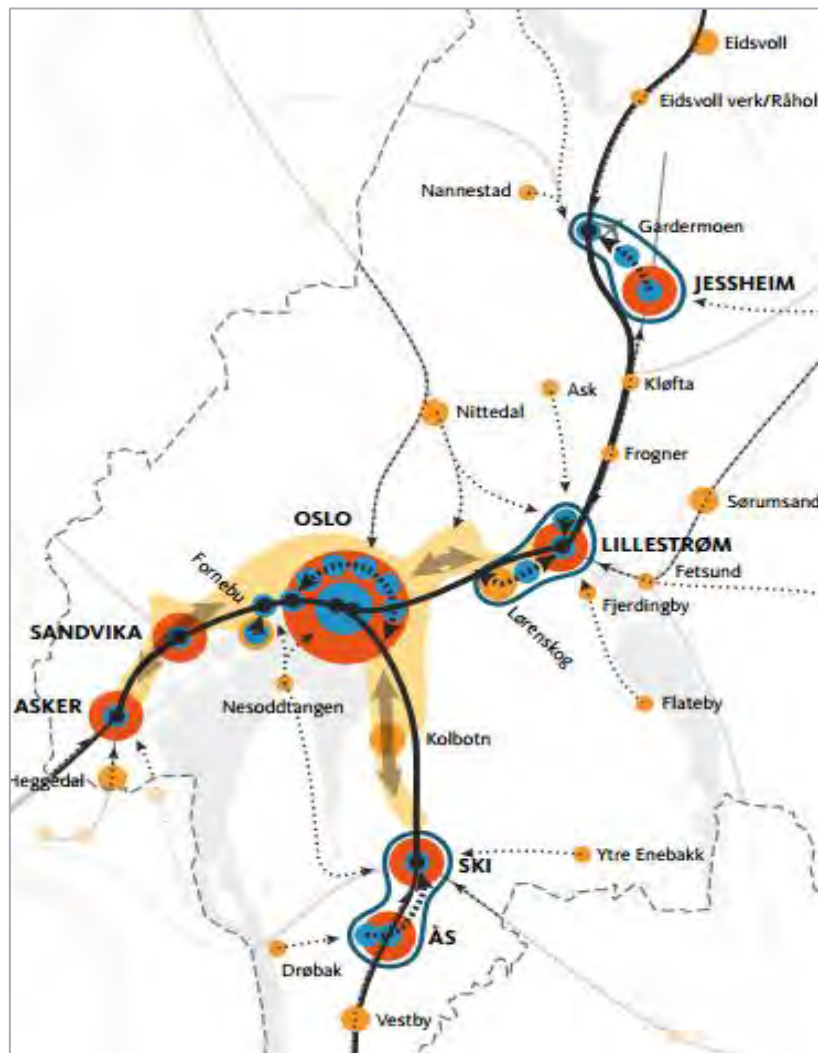 Eidsvoll
Eidsvoll verk/Råhol
Nannestad
Gardermoen
JESSHEIM
Ask
Kløfta
Nittedal
Frogner
OSLO
Sørumsand
LILLESTRØM
Fornebu
Fetsund
Lørenskog
Fjerdingby
SANDVIKA
Nesoddtangen
Flateby
ASKER
Kolbotn
Heggedal
SKI
Ytre Enebakk
ÅS
Drøbak
Vestby